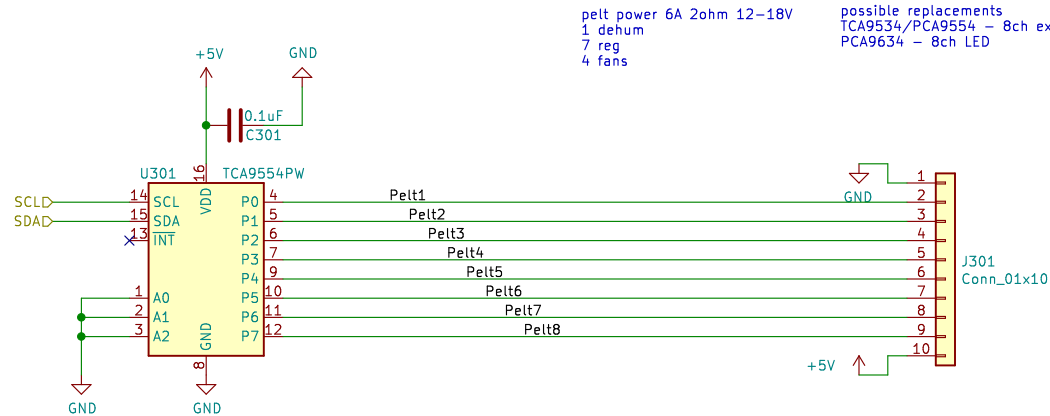 pelt power 6A 2ohm 12-18V
1 dehum
7 reg
4 fans
possible replacements
TCA9534/PCA9554 - 8ch ex
PCA9634 - 8ch LED
+5V
GND
0.1uF
C301
U301
TCA9554PW
16
VDD
SCL
14
SCL
SDA
15
SDA
13
INT
1
A0
2
A1
3
A2
GND
8
P0
4
P1
5
P2
6
P3
7
P4
9
P5
10
P6
11
P7
12
Pelt1
Pelt2
Pelt3
Pelt4
Pelt5
Pelt6
Pelt7
Pelt8
GND
1
2
3
4
5
6
7
8
9
10
J301
Conn_01x10
+5V
GND
GND